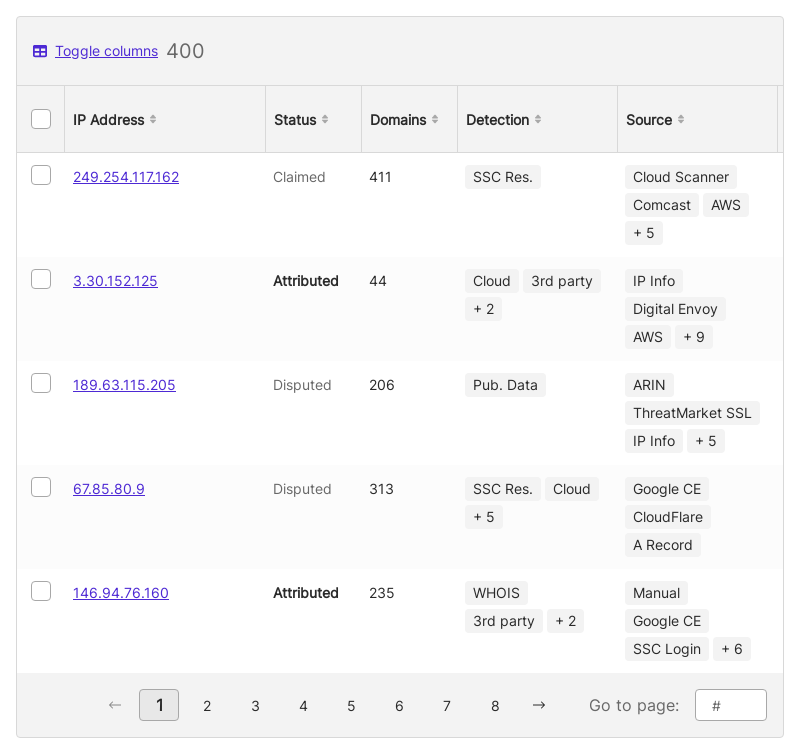 Toggle columns 400
IP Address Status Domains Detection Source
249.254.117.162 Claimed 411 SSC Res. Cloud Scanner
Comcast AWS
+ 5
3.30.152.125 Attributed 44 Cloud 3rd party IP Info
+ 2 Digital Envoy
AWS + 9
189.63.115.205 Disputed 206 Pub. Data ARIN
ThreatMarket SSL
IP Info + 5
67.85.80.9 Disputed 313 SSC Res. Cloud Google CE
+ 5 CloudFlare
A Record
146.94.76.160 Attributed 235 WHOIS Manual
3rd party + 2 Google CE
SSC Login + 6
← 1 2 3 4 5 6 7 8 → Go to page: #